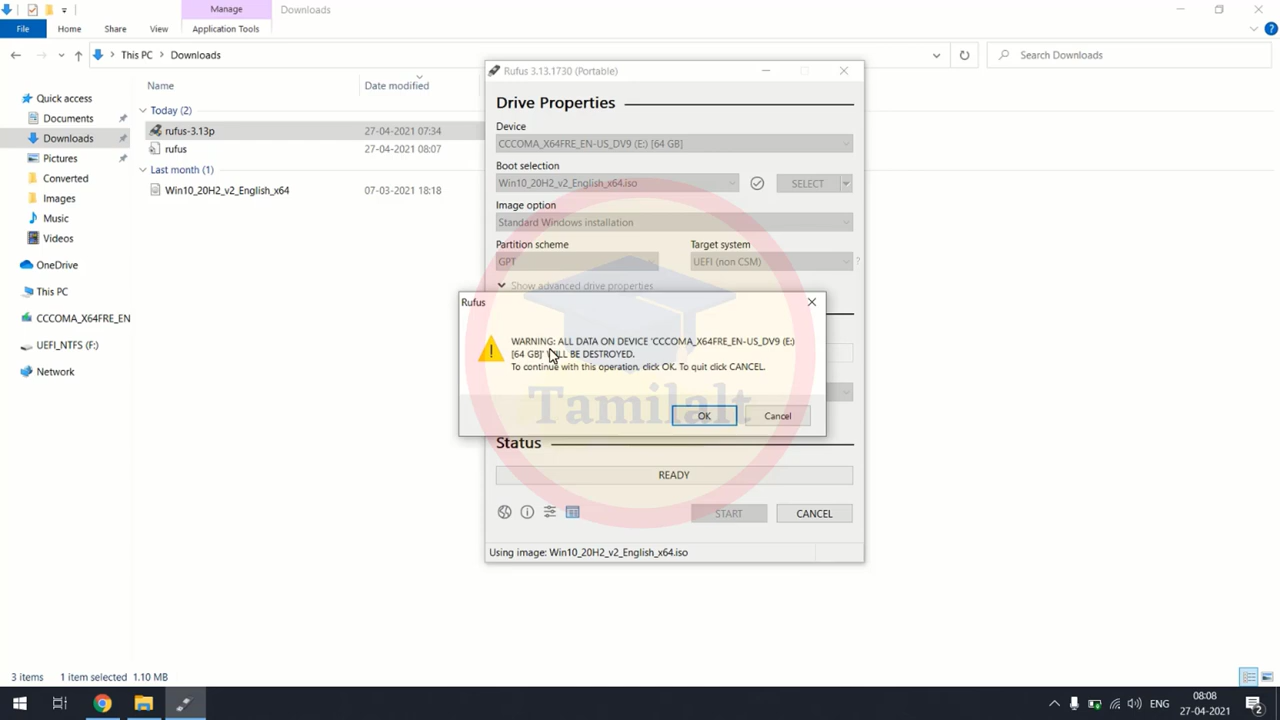 Manage
Downloads
File
Home
Share
View
Application Tools
This PC
Downloads
Search Downloads
Name
Date modified
Quick access
Documents
Downloads
Pictures
Converted
Images
Music
Videos
OneDrive
This PC
CCCOMA_X64FRE_EN
UEFI_NTFS (F:)
Network
Today (2)
rufus-3.13p
27-04-2021 07:34
rufus
27-04-2021 08:07
Last month (1)
Win10_20H2_v2_English_x64
07-03-2021 18:18
Rufus 3.13.1730 (Portable)
Drive Properties
Device
CCCOMA_X64FRE_EN-US_DV9 (E:) [64 GB]
Boot selection
Win10_20H2_v2_English_x64.iso
SELECT
Image option
Standard Windows installation
Partition scheme
Target system
GPT
UEFI (non CSM)
?
Show advanced drive properties
Rufus
WARNING: ALL DATA ON DEVICE 'CCCOMA_X64FRE_EN-US_DV9 (E:)
[64 GB]' WILL BE DESTROYED.
To continue with this operation, click OK. To quit click CANCEL.
Tamilalt
OK
Cancel
Status
READY
START
CANCEL
Using image: Win10_20H2_v2_English_x64.iso
3 items
1 item selected 1.10 MB
ENG
08:08
27-04-2021
2